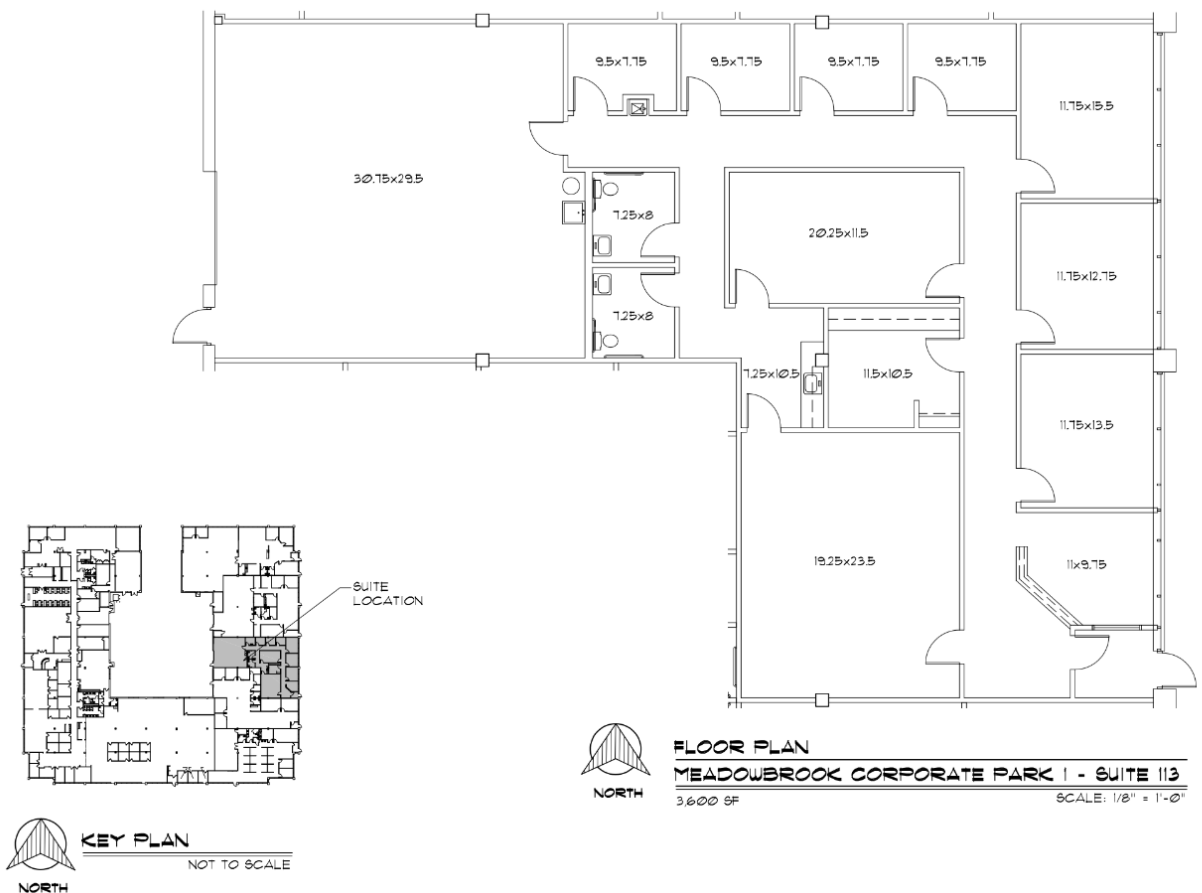 9.5x7.75
9.5x7.75
9.5x7.75
9.5x7.75
11.75x15.5
30.75x29.5
7.25x8
20.25x11.5
11.75x12.75
7.25x8
7.25x10.5
11.5x10.5
11.75x13.5
19.25x23.5
11x9.75
SUITE
LOCATION
NORTH
FLOOR PLAN
MEADOWBROOK CORPORATE PARK 1 - SUITE 113
3,600 SF
SCALE: 1/8" = 1'-0"
KEY PLAN
NOT TO SCALE
NORTH